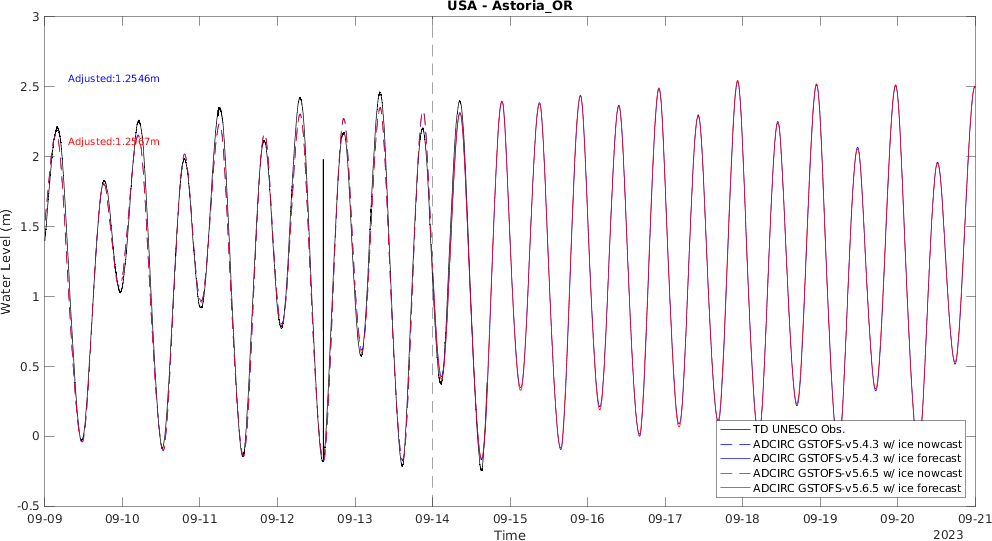 USA - Astoria_OR
3
2.5
2
1.5
1
0.5
0
-0.5
Water Level (m)
Adjusted:1.2546m
Adjusted:1.2567m
TD UNESCO Obs.
ADCIRC GSTOFS-v5.4.3 w/ ice nowcast
ADCIRC GSTOFS-v5.4.3 w/ ice forecast
ADCIRC GSTOFS-v5.6.5 w/ ice nowcast
ADCIRC GSTOFS-v5.6.5 w/ ice forecast
09-09 09-10 09-11 09-12 09-13 09-14 09-15 09-16 09-17 09-18 09-19 09-20 09-21
Time
2023